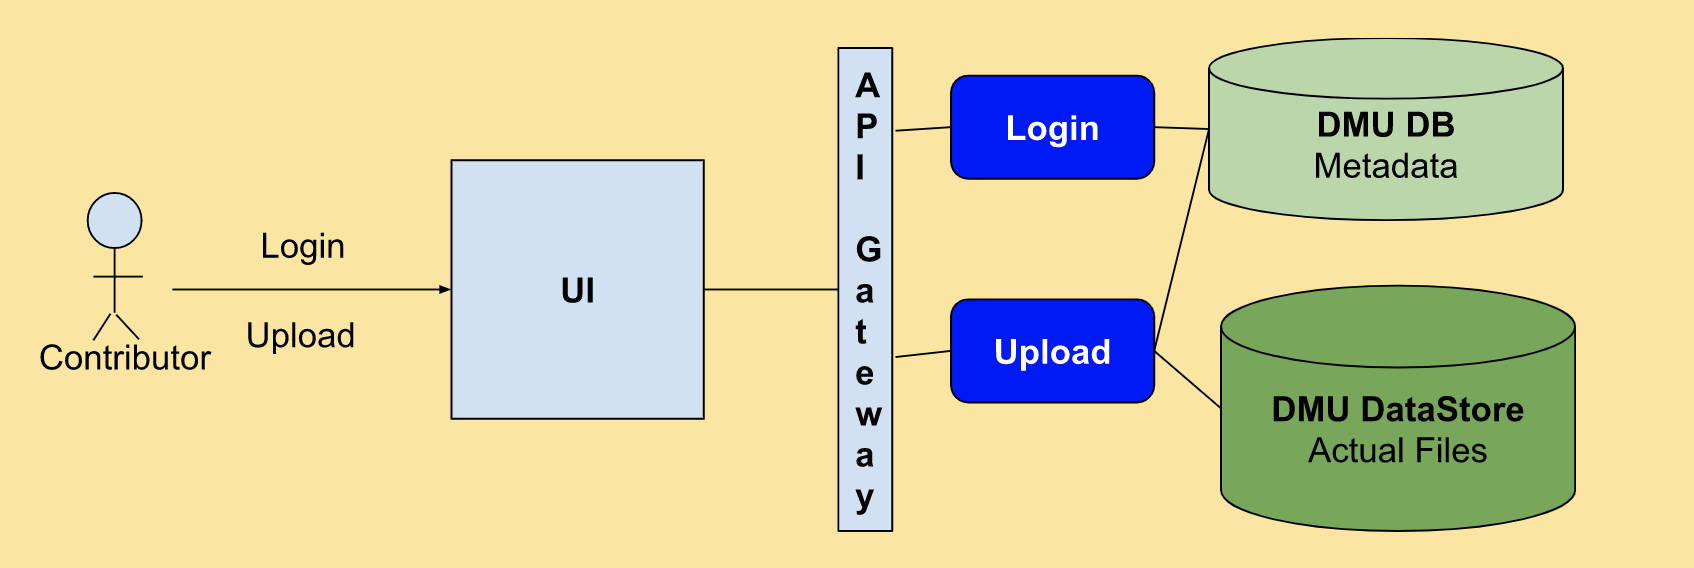 Contributor
Login
Upload
UI
API Gateway
Login
Upload
DMU DB
Metadata
DMU DataStore
Actual Files